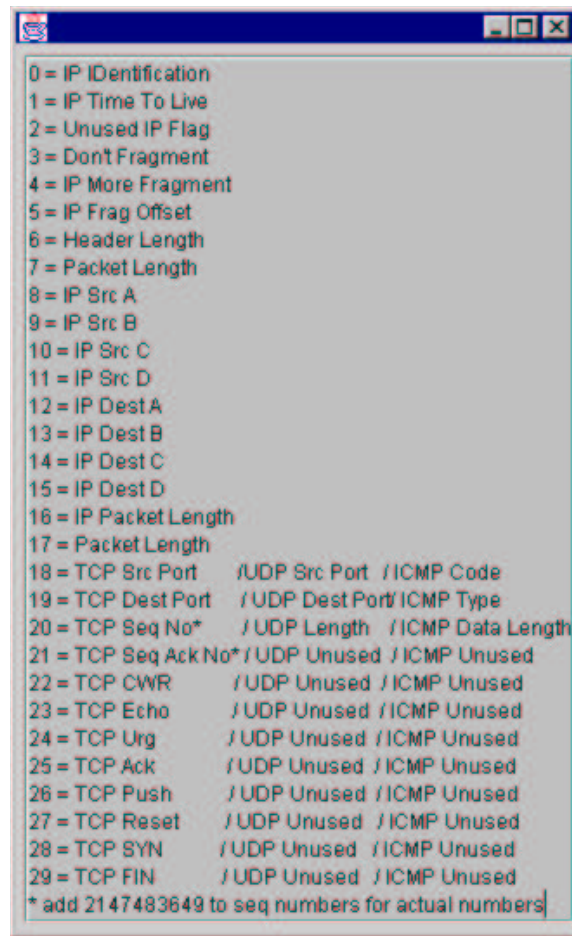 0 = IP IDentification
1 = IP Time To Live
2 = Unused IP Flag
3 = Don't Fragment
4 = IP More Fragment
5 = IP Frag Offset
6 = Header Length
7 = Packet Length
8 = IP Src A
9 = IP Src B
10 = IP Src C
11 = IP Src D
12 = IP Dest A
13 = IP Dest B
14 = IP Dest C
15 = IP Dest D
16 = IP Packet Length
17 = Packet Length
18 = TCP Src Port /UDP Src Port / ICMP Code
19 = TCP Dest Port / UDP Dest Port/ ICMP Type
20 = TCP Seq No* / UDP Length / ICMP Data Length
21 = TCP Seq Ack No* / UDP Unused / ICMP Unused
22 = TCP CWR / UDP Unused / ICMP Unused
23 = TCP Echo / UDP Unused / ICMP Unused
24 = TCP Urg / UDP Unused / ICMP Unused
25 = TCP Ack / UDP Unused / ICMP Unused
26 = TCP Push / UDP Unused / ICMP Unused
27 = TCP Reset / UDP Unused / ICMP Unused
28 = TCP SYN / UDP Unused / ICMP Unused
29 = TCP FIN / UDP Unused / ICMP Unused
* add 2147483649 to seq numbers for actual numbers